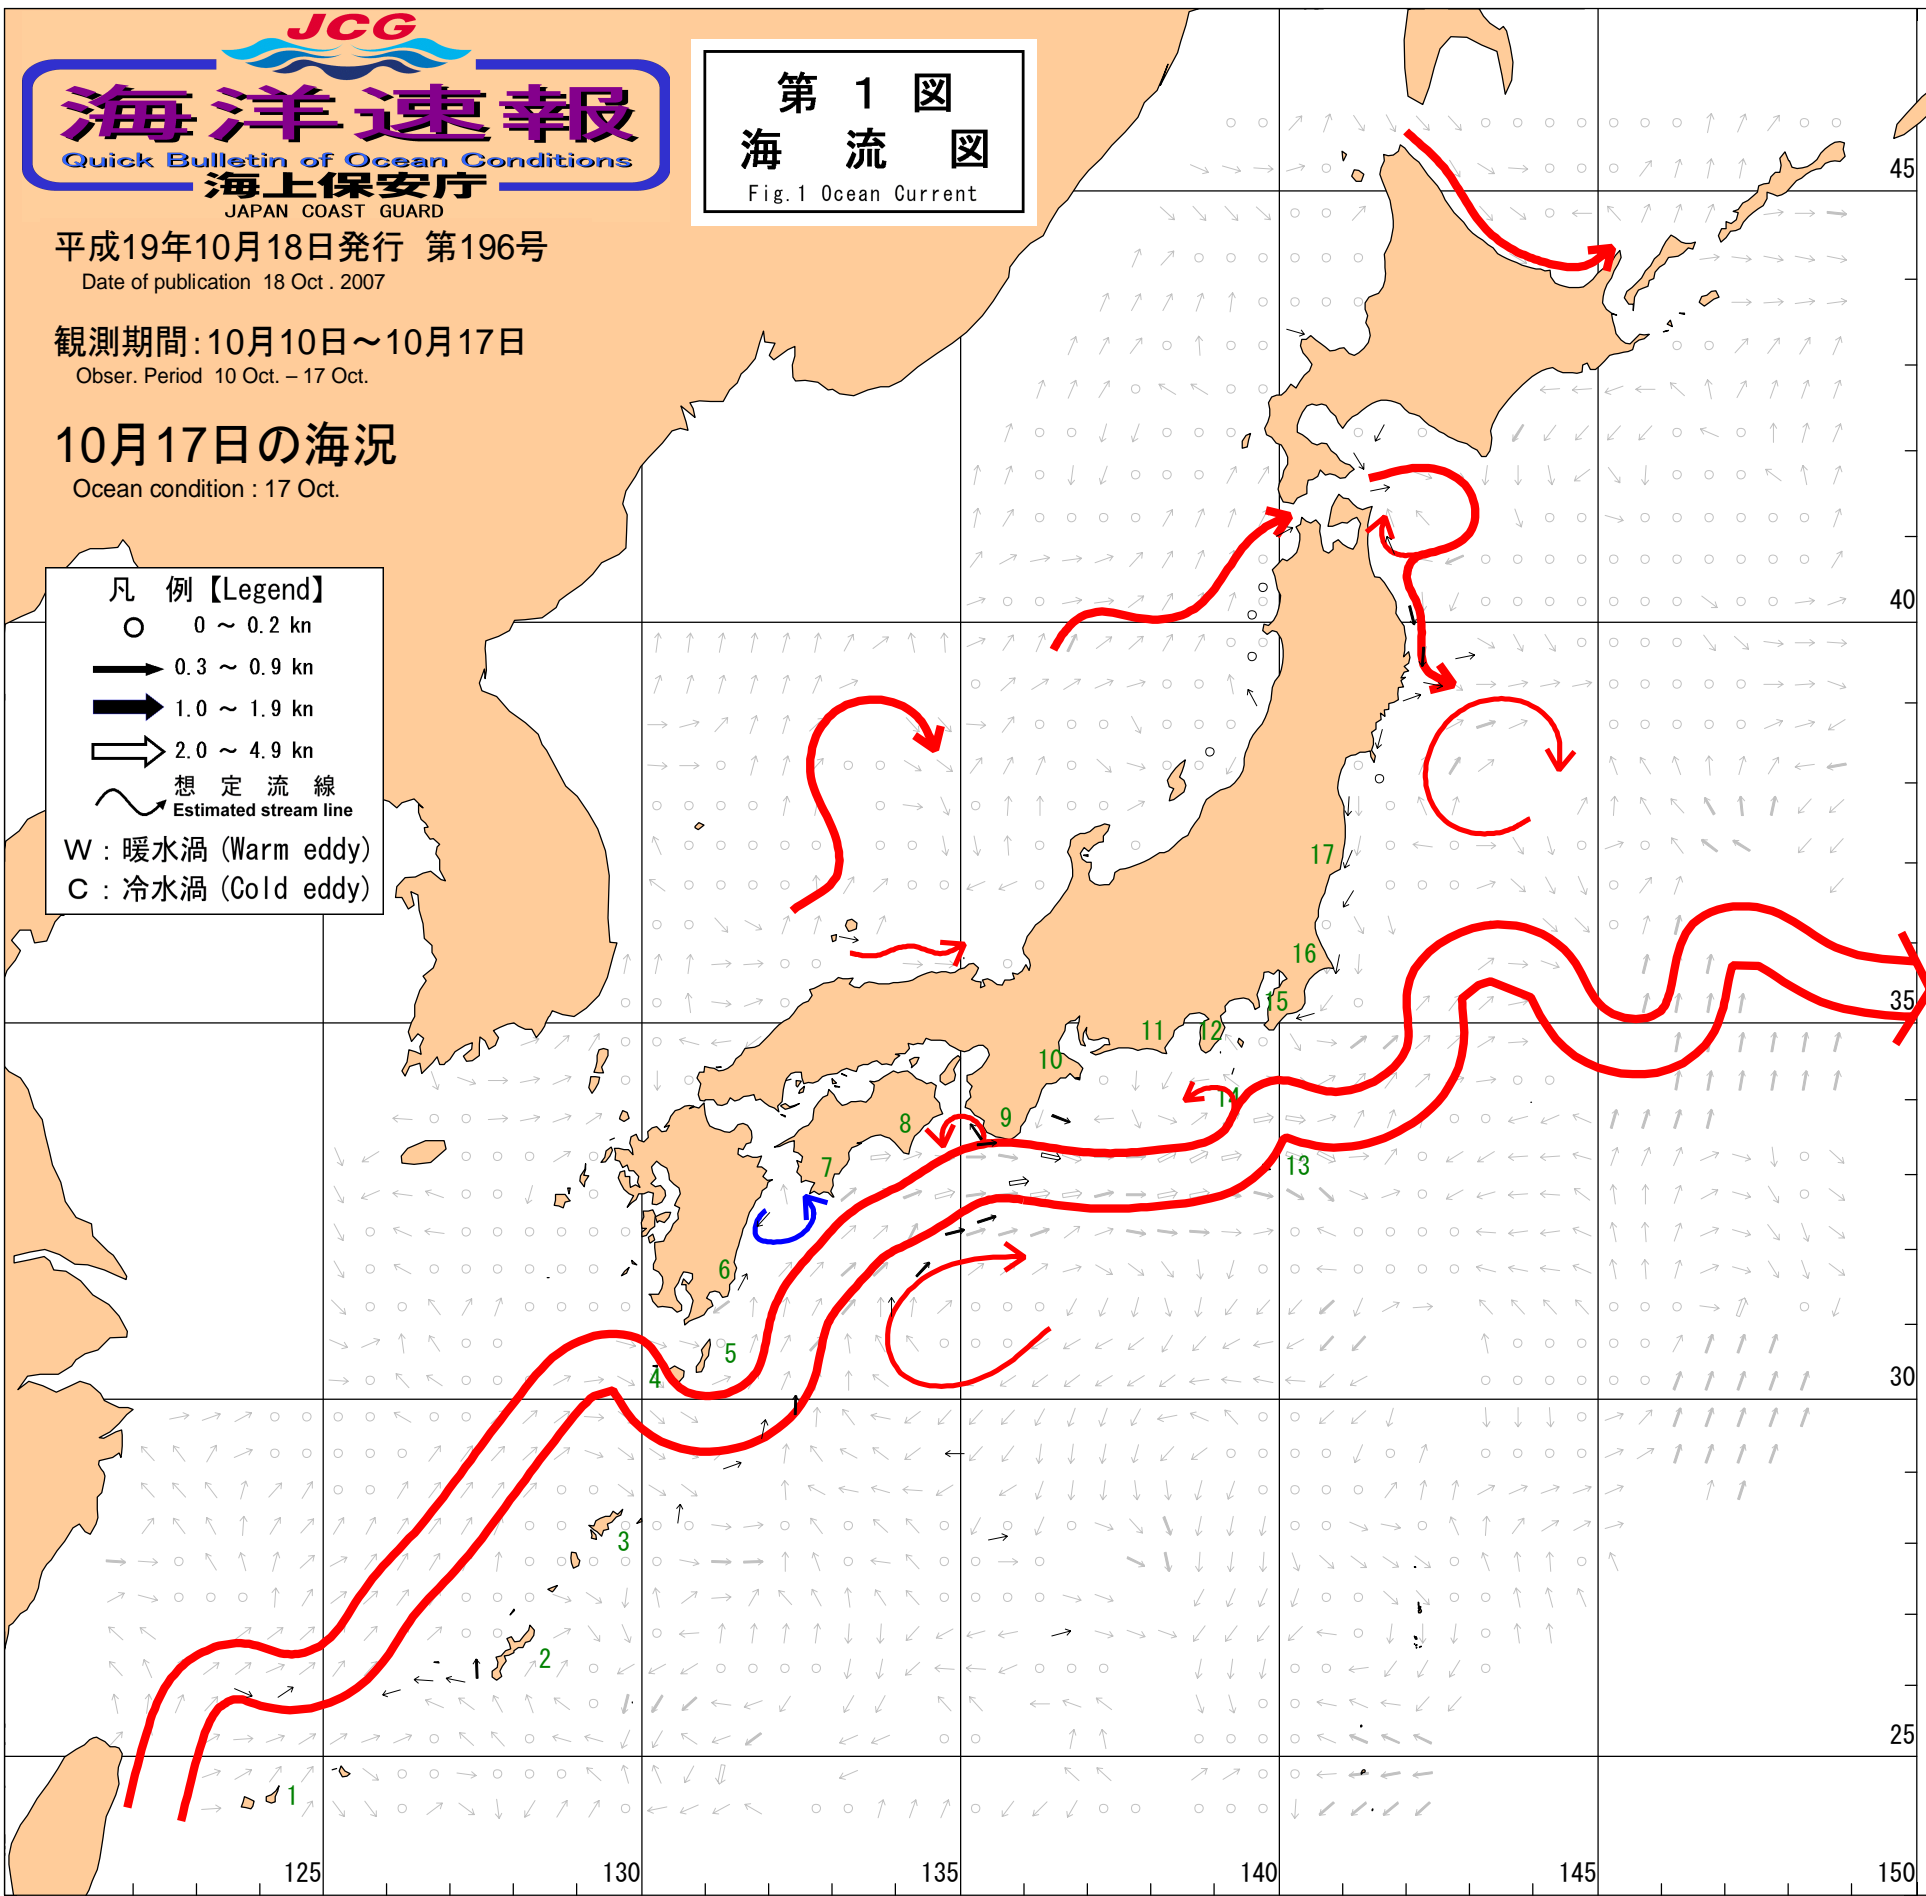 JCG
海洋速報
Quick Bulletin of Ocean Conditions
海上保安庁
JAPAN COAST GUARD
平成19年10月18日発行 第196号
Date of publication 18 Oct . 2007
観測期間:10月10日～10月17日
Obser. Period 10 Oct. – 17 Oct.
10月17日の海況
Ocean condition : 17 Oct.
第 1 図
海 流 図
Fig.1 Ocean Current
凡 例【Legend】
0 ～ 0.2 kn
0.3 ～ 0.9 kn
1.0 ～ 1.9 kn
2.0 ～ 4.9 kn
想 定 流 線
Estimated stream line
W : 暖水渦 (Warm eddy)
C : 冷水渦 (Cold eddy)
45
40
17
16
35
15
11
12
10
14
8
9
7
13
6
5
4
30
3
2
25
1
125
130
135
140
145
150